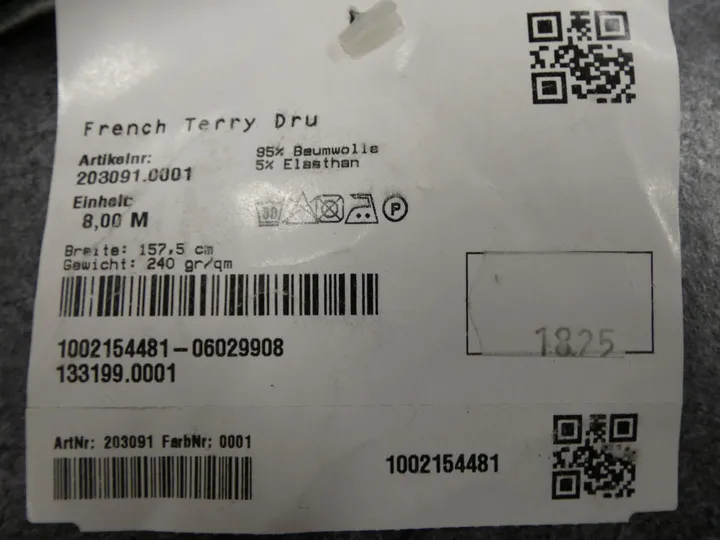 French Terry Dru
Artikelnr:
203091.0001
95% Baumwolle
5% Elasthan
Einheit:
8,00 M
30
P
Breite: 157,5 cm
Gewicht: 240 gr/qm
1002154481-06029908
133199.0001
1825
ArtNr: 203091 FarbNr: 0001
1002154481